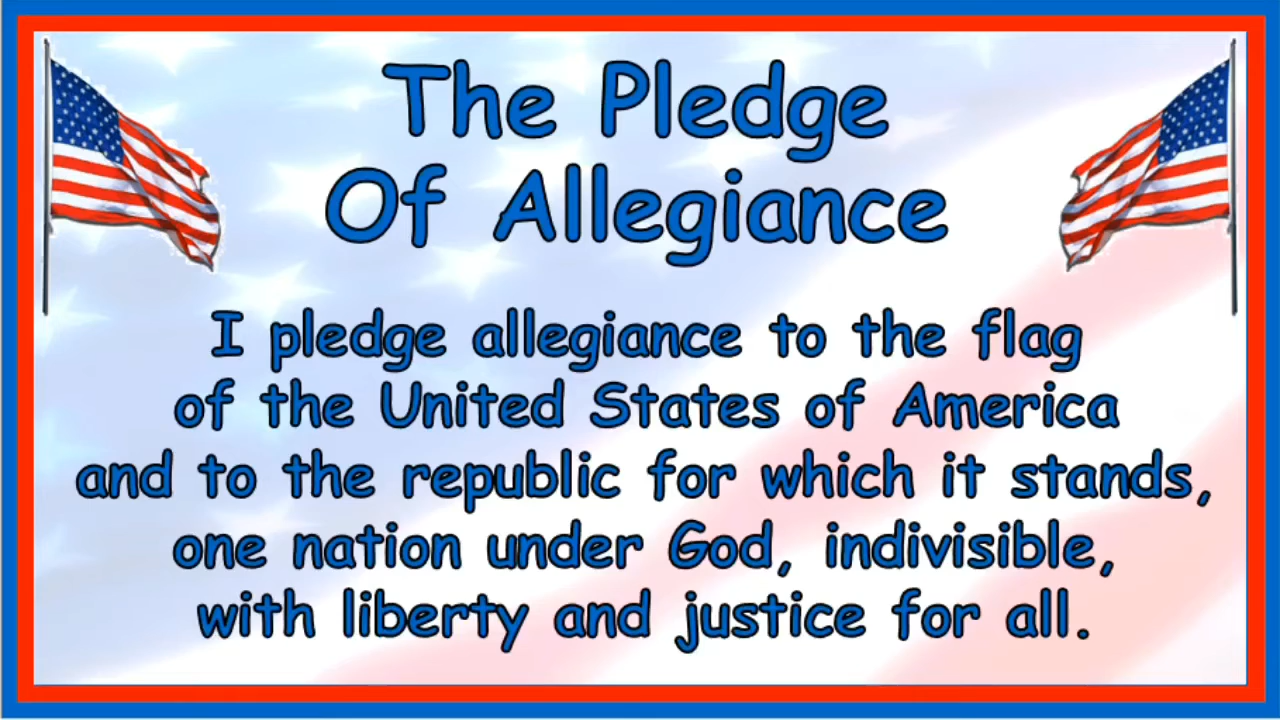 The Pledge
Of Allegiance
I pledge allegiance to the flag
of the United States of America
and to the republic for which it stands,
one nation under God, indivisible,
with liberty and justice for all.